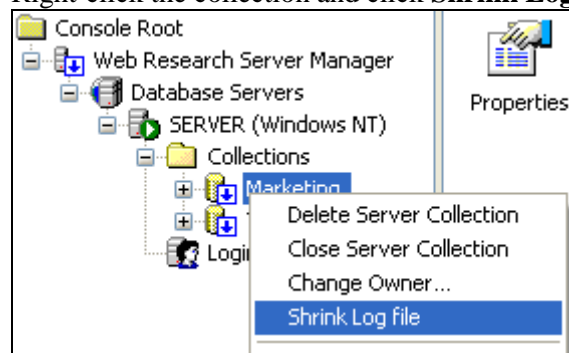 Right-click the collection and click Shrink Log
Console Root
Web Research Server Manager
Database Servers
SERVER (Windows NT)
Collections
Marketing
Properties
Delete Server Collection
Close Server Collection
Change Owner...
Shrink Log file